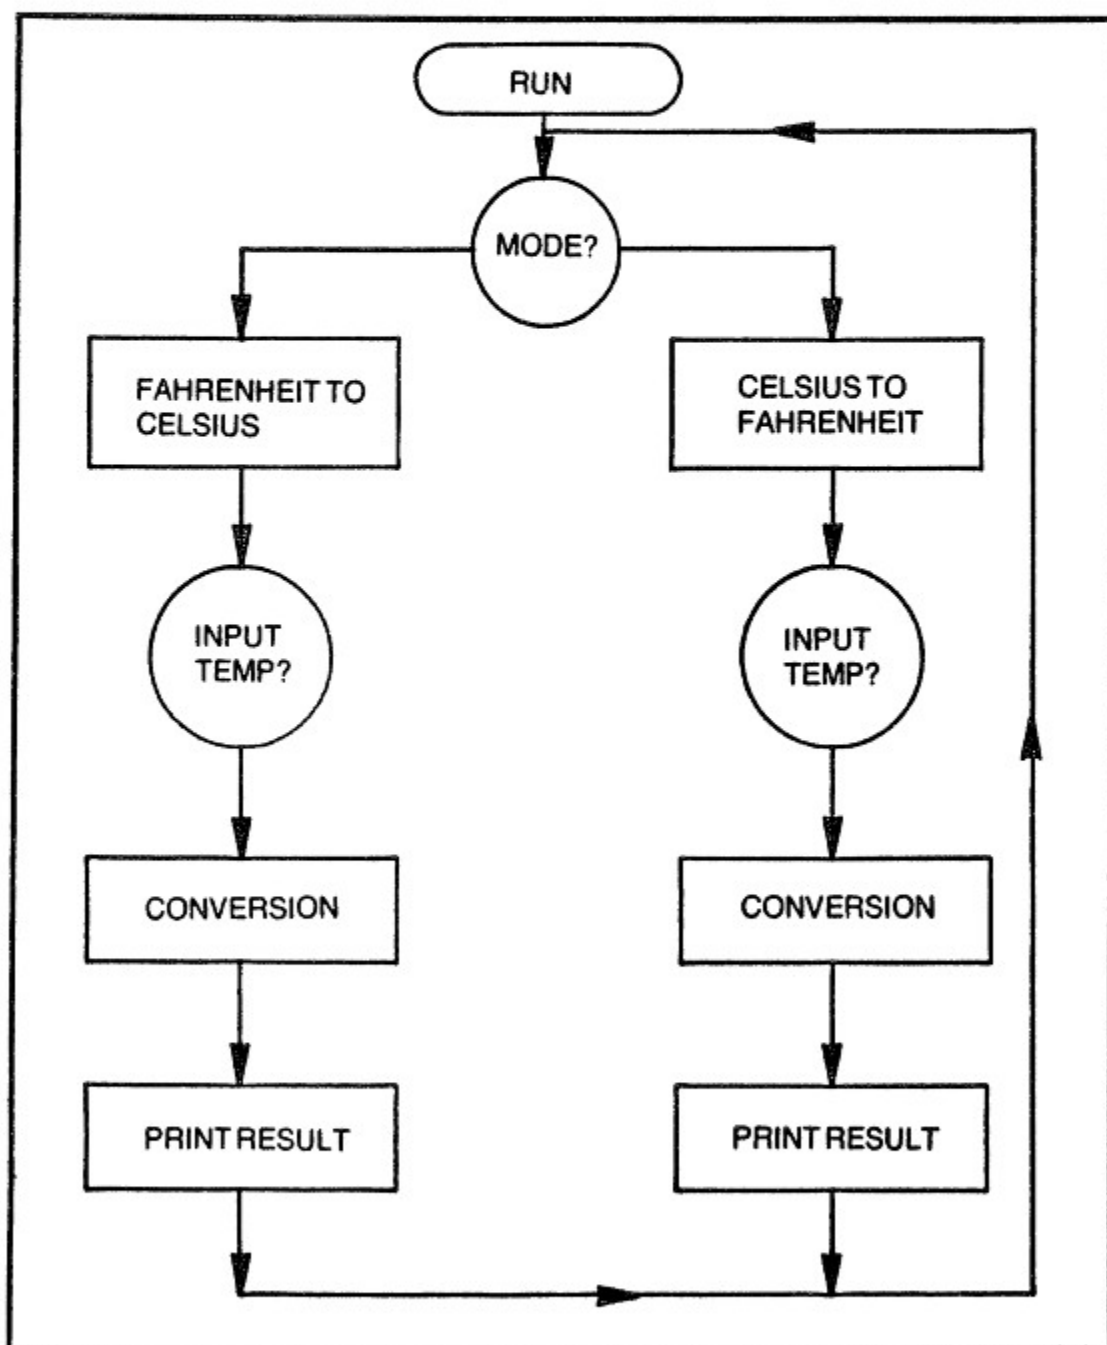 RUN
MODE?
FAHRENHEIT TO
CELSIUS
CELSIUS TO
FAHRENHEIT
INPUT
TEMP?
INPUT
TEMP?
CONVERSION
CONVERSION
PRINT RESULT
PRINT RESULT